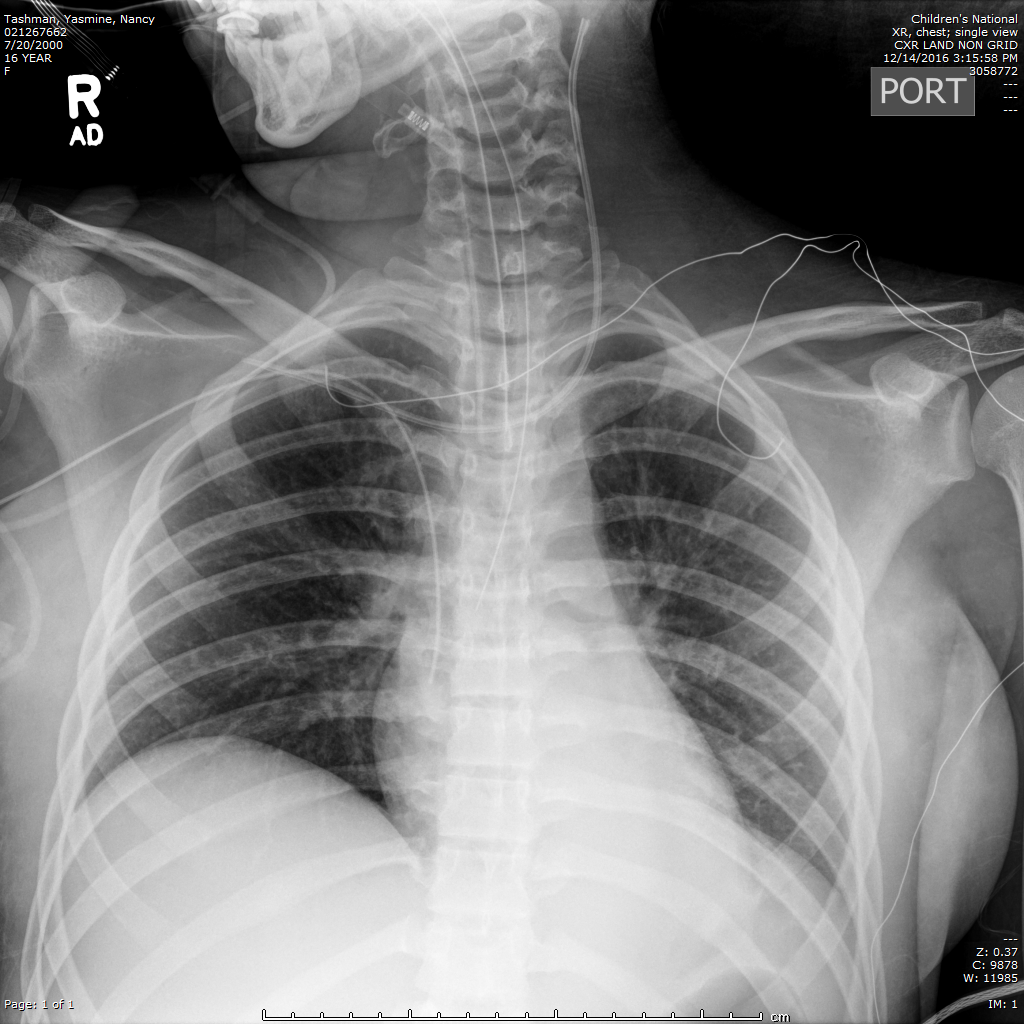 Tashman, Yasmine, Nancy
021267662
7/20/2000
16 YEAR
F
R
AD
Children's National
XR, chest; single view
CXR LAND NON GRID
12/14/2016 3:15:58 PM
3058772
---
---
---
PORT
---
Z: 0.37
C: 9878
W: 11985
Page: 1 of 1
IM: 1
cm